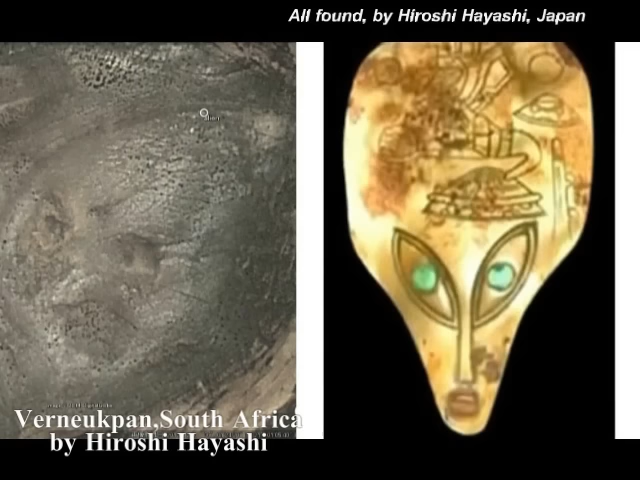 All found, by Hiroshi Hayashi, Japan
Verneukpan,South Africa
by Hiroshi Hayashi